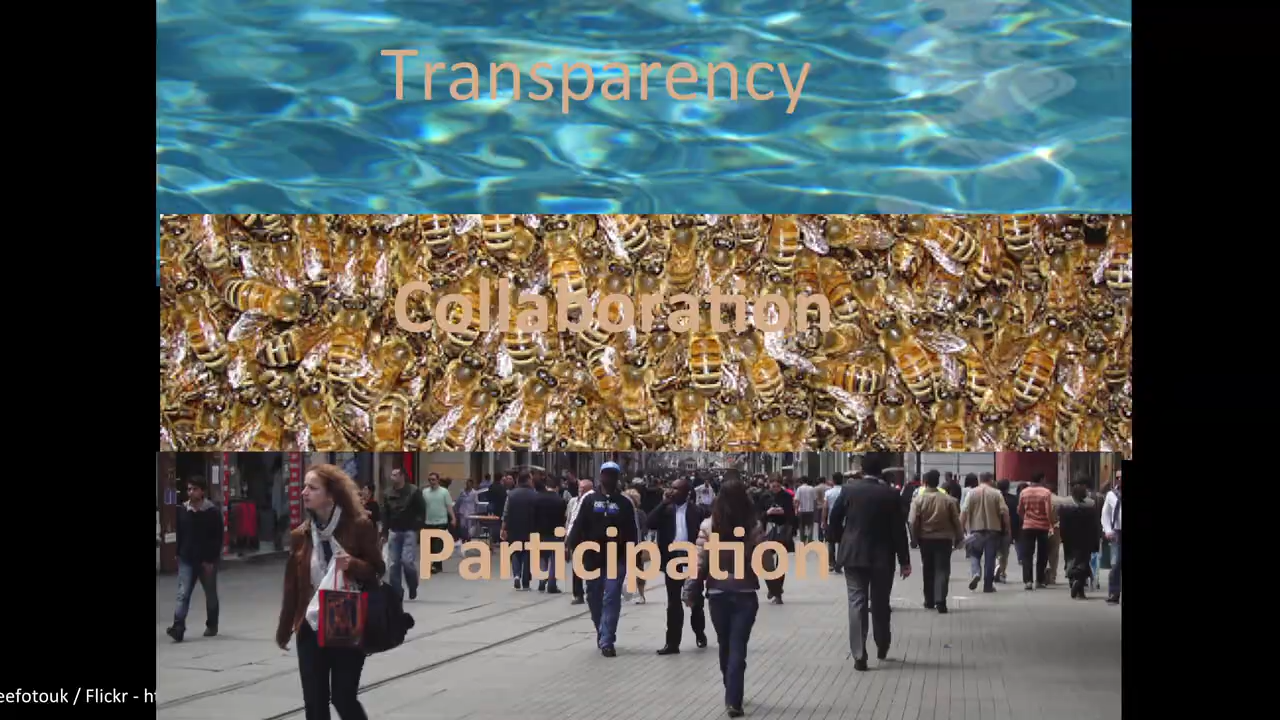 Transparency
Collaboration
Participation
eefotouk / Flickr - h